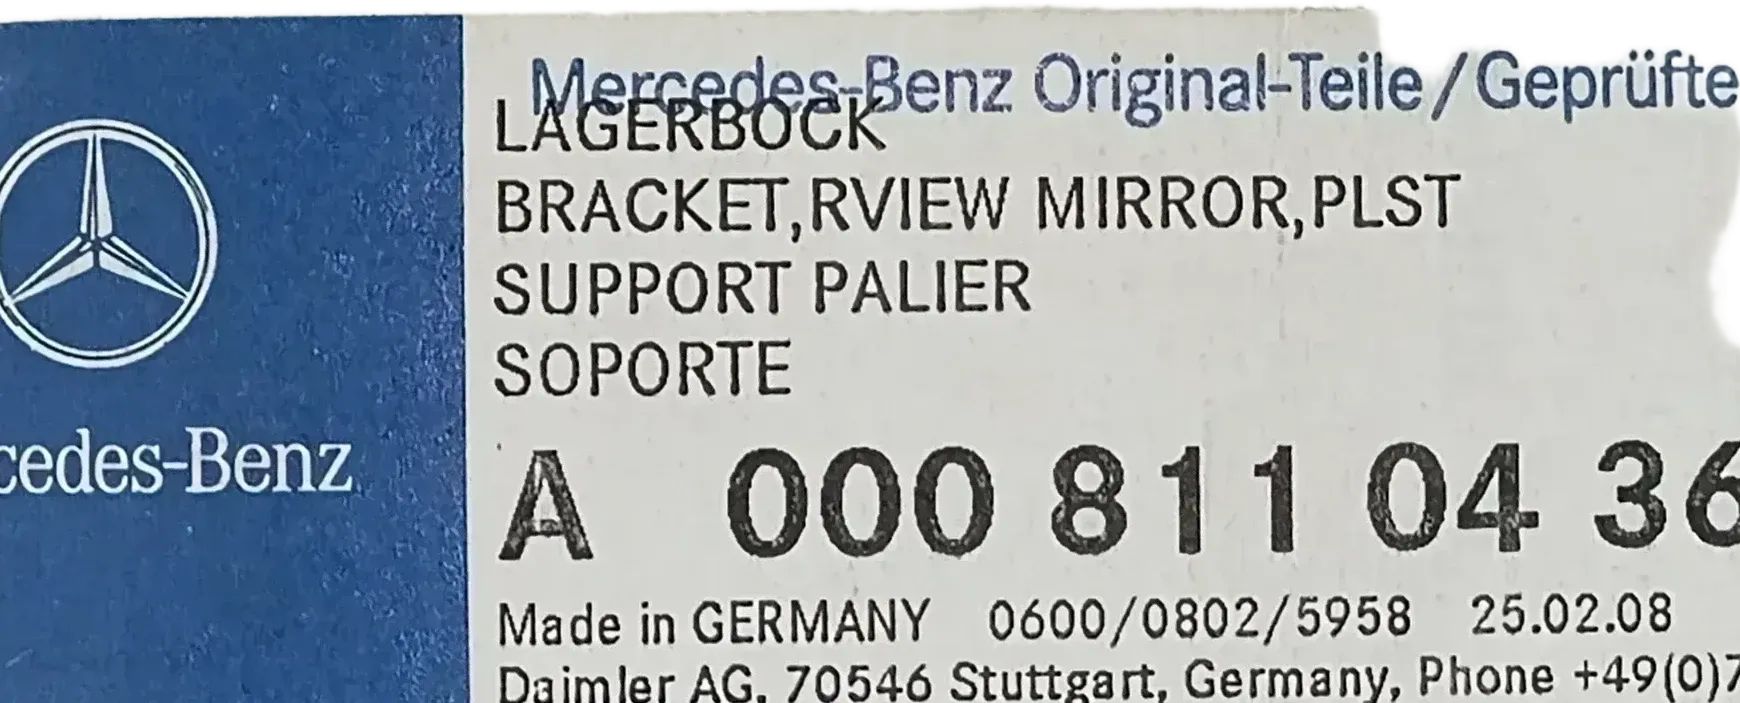 Mercedes-Benz Original-Teile/Geprüfte
LAGERBOCK
BRACKET,RVIEW MIRROR,PLST
SUPPORT PALIER
SOPORTE
cedes-Benz
A 000 811 04 36
Made in GERMANY 0600/0802/5958 25.02.08
Daimler AG, 70546 Stuttgart, Germany, Phone +49(0)7